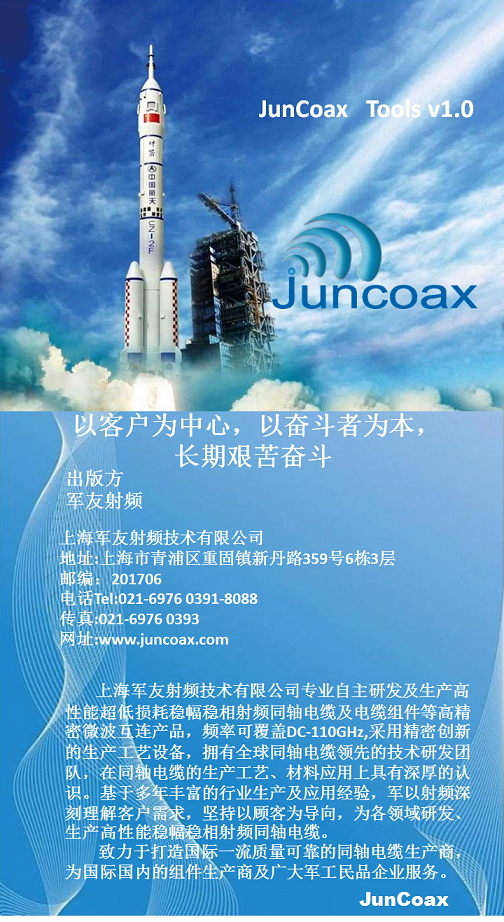 JunCoax Tools v1.0
神箭
中国航天
CZ-2F
juncoax
以客户为中心，以奋斗者为本，
长期艰苦奋斗
出版方
军友射频
上海军友射频技术有限公司
地址:上海市青浦区重固镇新丹路359号6栋3层
邮编：201706
电话Tel:021-6976 0391-8088
传真:021-6976 0393
网址:www.juncoax.com
上海军友射频技术有限公司专业自主研发及生产高
性能超低损耗稳幅稳相射频同轴电缆及电缆组件等高精
密微波互连产品，频率可覆盖DC-110GHz,采用精密创新
的生产工艺设备，拥有全球同轴电缆领先的技术研发团
队，在同轴电缆的生产工艺、材料应用上具有深厚的认
识。基于多年丰富的行业生产及应用经验，军以射频深
刻理解客户需求，坚持以顾客为导向，为各领域研发、
生产高性能稳幅稳相射频同轴电缆。
致力于打造国际一流质量可靠的同轴电缆生产商，
为国际国内的组件生产商及广大军工民品企业服务。
JunCoax